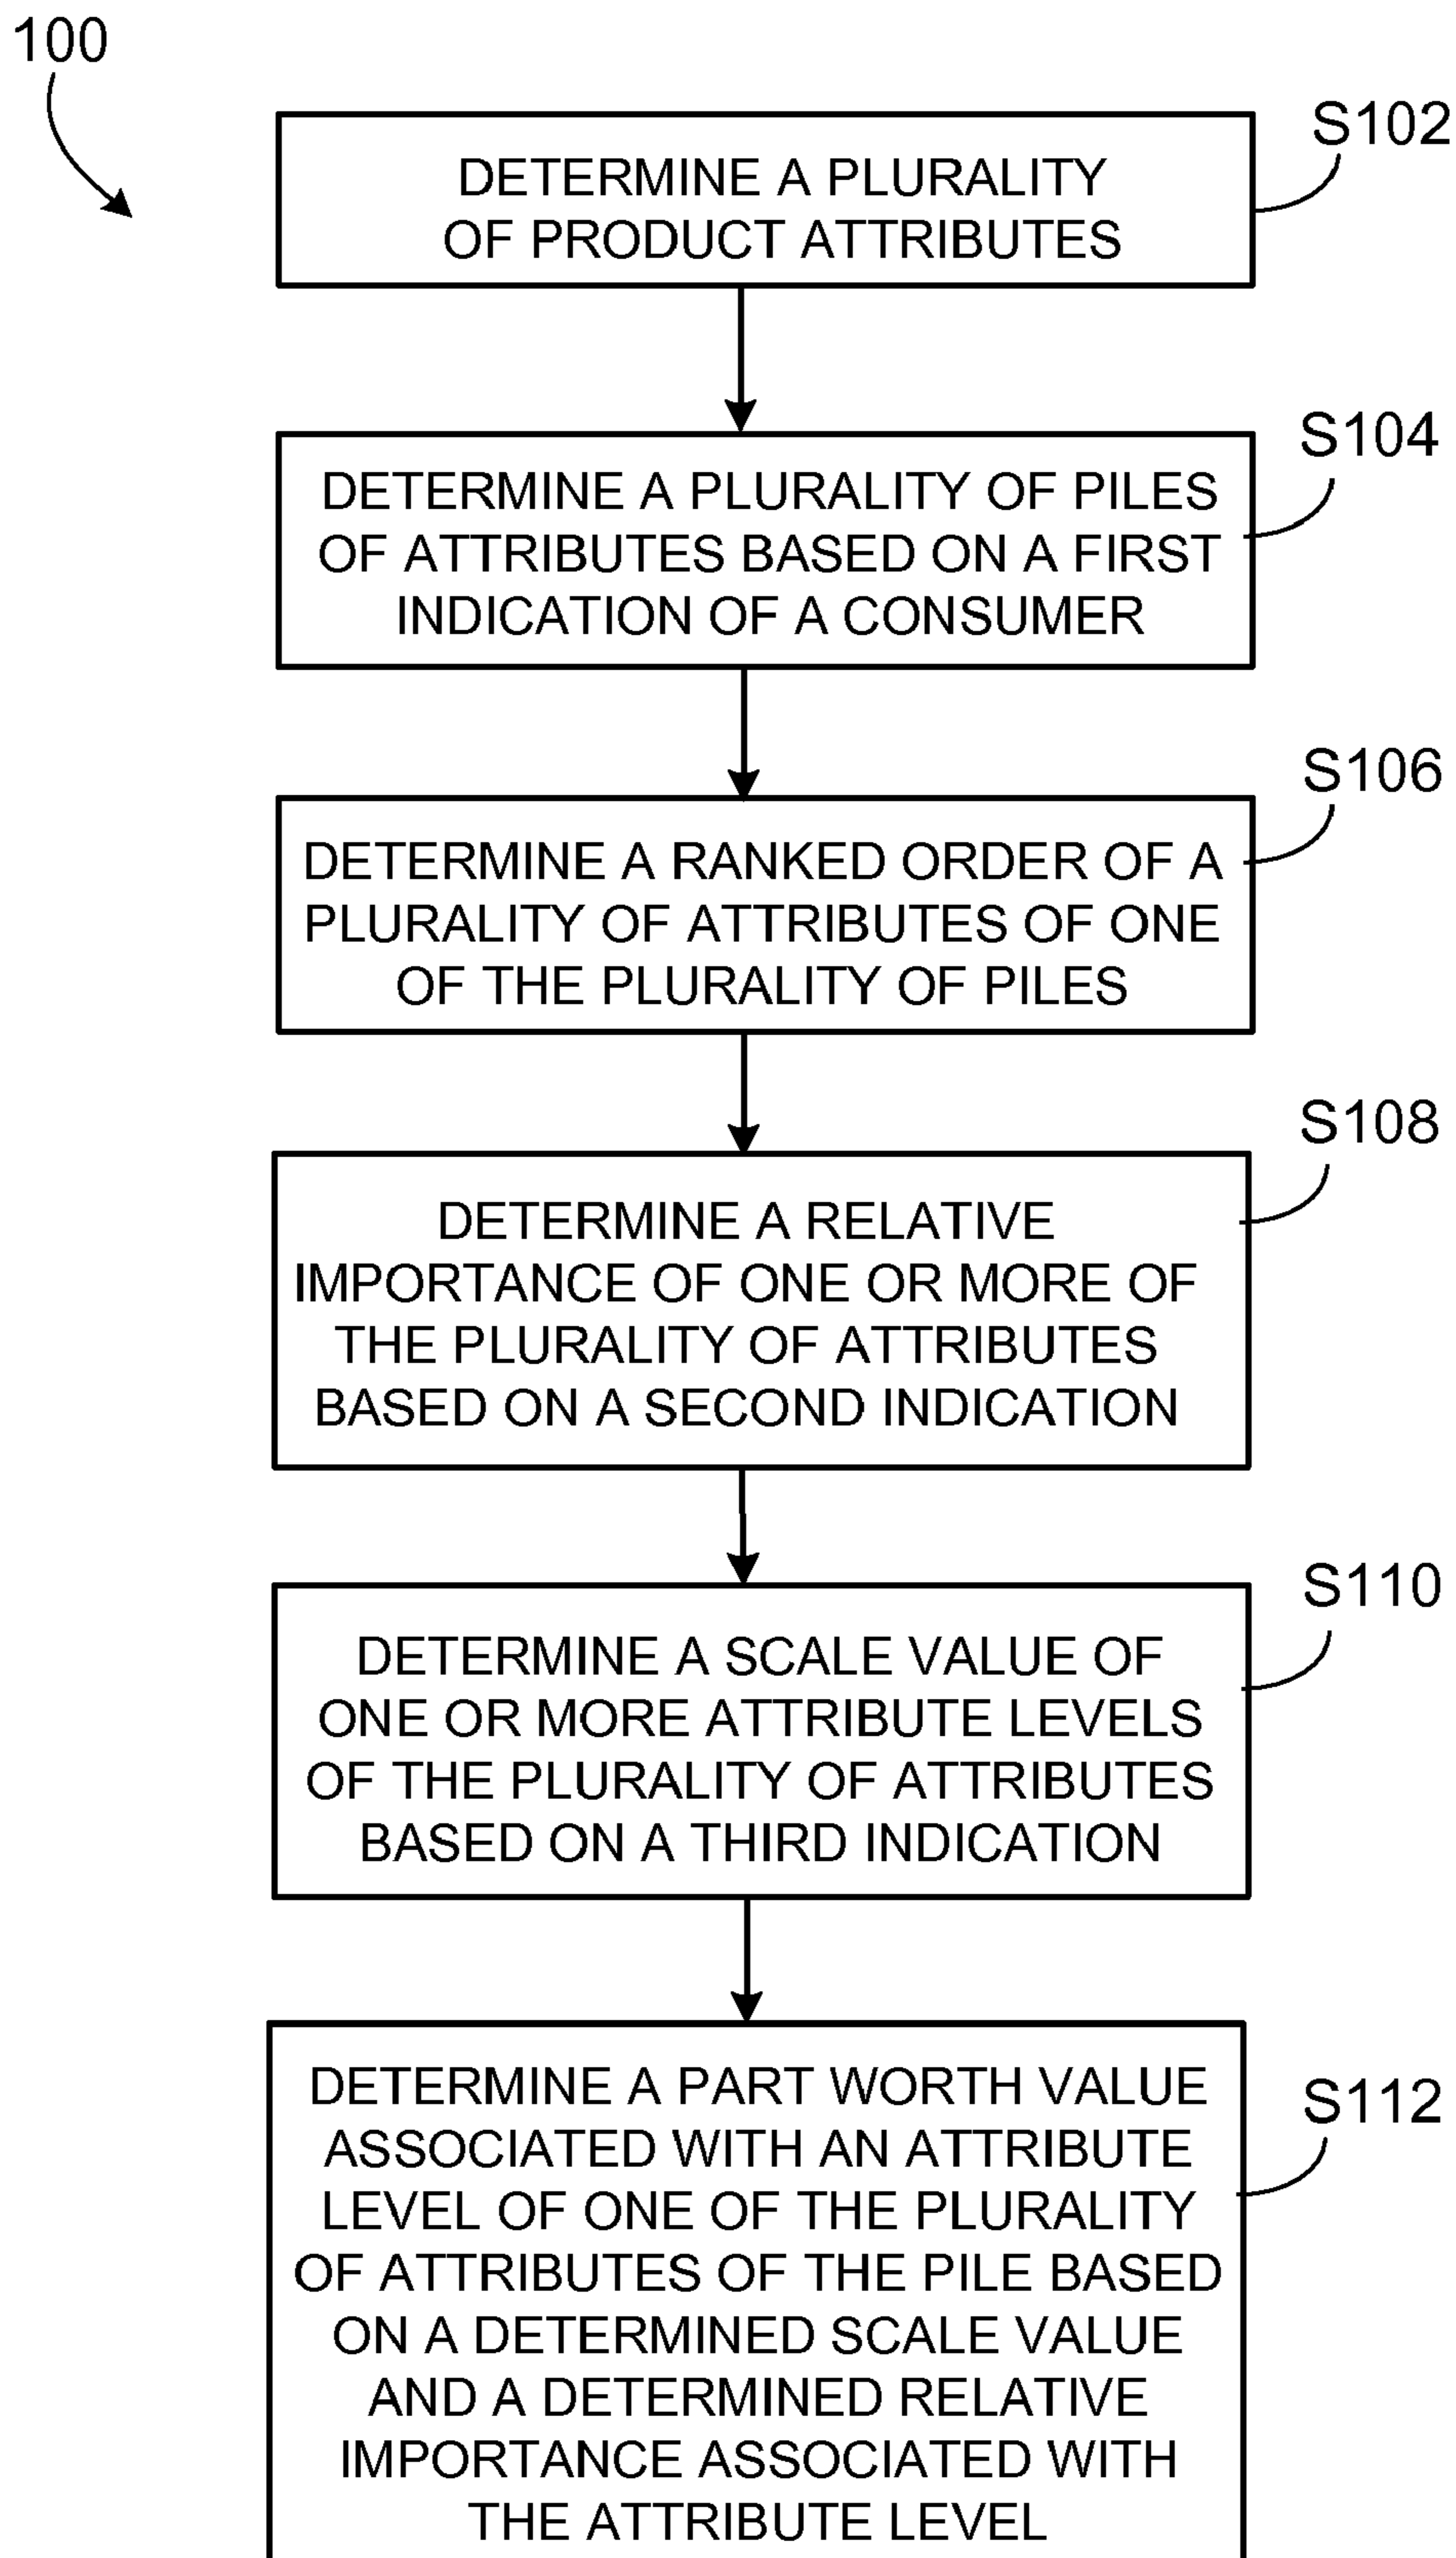 100
S102
DETERMINE A PLURALITY
OF PRODUCT ATTRIBUTES
S104
DETERMINE A PLURALITY OF PILES
OF ATTRIBUTES BASED ON A FIRST
INDICATION OF A CONSUMER
S106
DETERMINE A RANKED ORDER OF A
PLURALITY OF ATTRIBUTES OF ONE
OF THE PLURALITY OF PILES
S108
DETERMINE A RELATIVE
IMPORTANCE OF ONE OR MORE OF
THE PLURALITY OF ATTRIBUTES
BASED ON A SECOND INDICATION
S110
DETERMINE A SCALE VALUE OF
ONE OR MORE ATTRIBUTE LEVELS
OF THE PLURALITY OF ATTRIBUTES
BASED ON A THIRD INDICATION
S112
DETERMINE A PART WORTH VALUE
ASSOCIATED WITH AN ATTRIBUTE
LEVEL OF ONE OF THE PLURALITY
OF ATTRIBUTES OF THE PILE BASED
ON A DETERMINED SCALE VALUE
AND A DETERMINED RELATIVE
IMPORTANCE ASSOCIATED WITH
THE ATTRIBUTE LEVEL